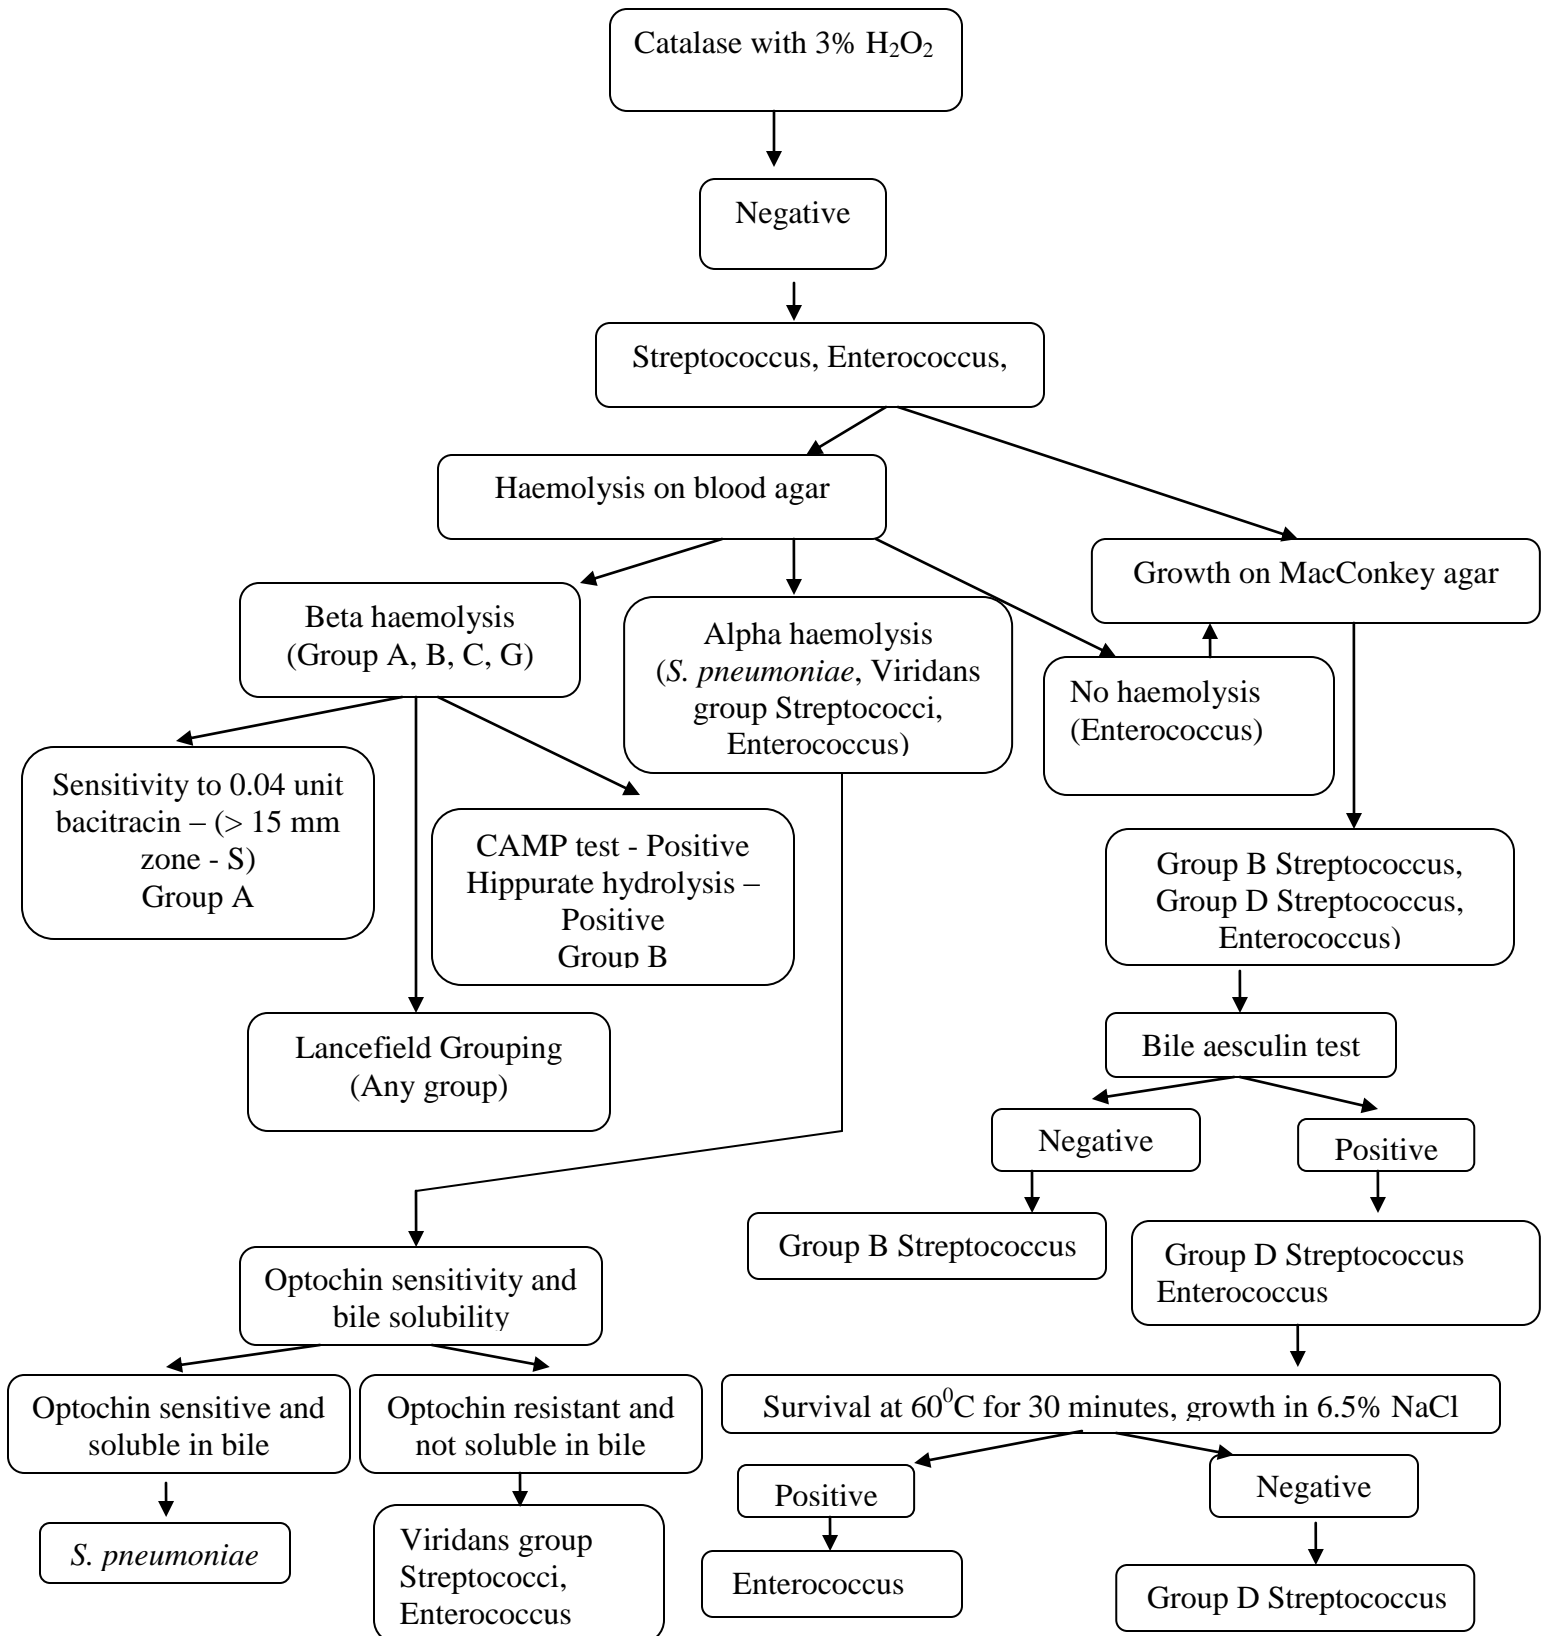 Catalase with 3% H₂O₂
Negative
Streptococcus, Enterococcus,
Haemolysis on blood agar
Growth on MacConkey agar
Beta haemolysis
(Group A, B, C, G)
Alpha haemolysis
(S. pneumoniae, Viridans
group Streptococci,
Enterococcus)
No haemolysis
(Enterococcus)
Sensitivity to 0.04 unit
bacitracin – (> 15 mm
zone - S)
Group A
CAMP test - Positive
Hippurate hydrolysis –
Positive
Group B
Group B Streptococcus,
Group D Streptococcus,
Enterococcus)
Lancefield Grouping
(Any group)
Bile aesculin test
Negative
Positive
Group B Streptococcus
Group D Streptococcus
Enterococcus
Optochin sensitivity and
bile solubility
Optochin sensitive and
soluble in bile
Optochin resistant and
not soluble in bile
Survival at 60⁰C for 30 minutes, growth in 6.5% NaCl
Positive
Negative
S. pneumoniae
Viridans group
Streptococci,
Enterococcus
Enterococcus
Group D Streptococcus